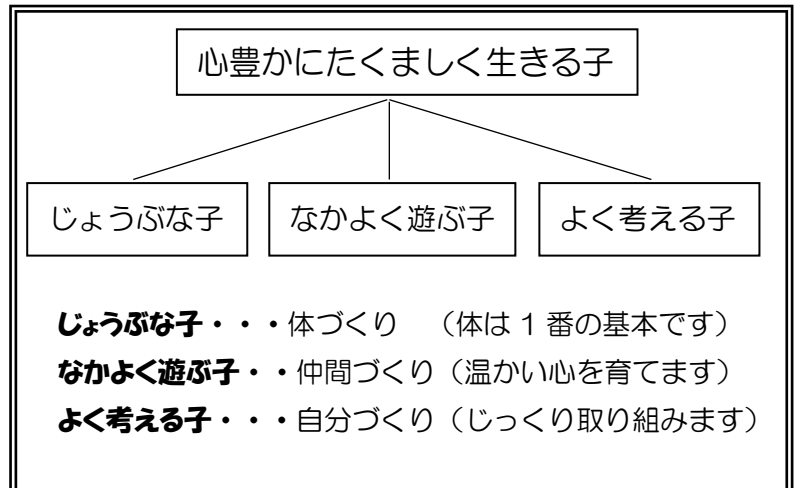 心豊かにたくましく生きる子
じょうぶな子
なかよく遊ぶ子
よく考える子
じょうぶな子・・・体づくり　（体は 1 番の基本です）
なかよく遊ぶ子・・仲間づくり（温かい心を育てます）
よく考える子・・・自分づくり（じっくり取り組みます）